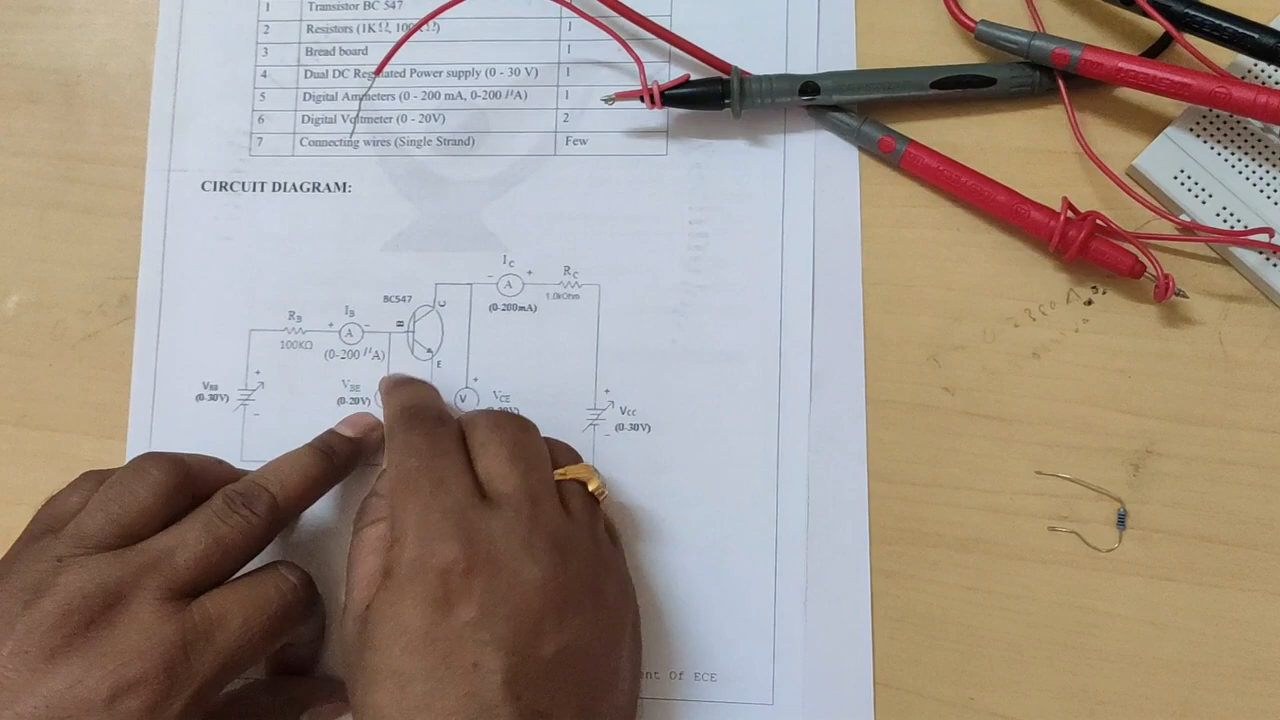 1 Transistor BC 547
2 Resistors (1KΩ, 100KΩ) 1
3 Bread board 1
4 Dual DC Regulated Power supply (0 - 30 V) 1
5 Digital Ammeters (0 - 200 mA, 0-200 µA) 1
6 Digital Voltmeter (0 - 20V) 2
7 Connecting wires (Single Strand) Few
CIRCUIT DIAGRAM:
IC
- A +
(0-200mA)
RC
1.0kOhm
BC547
C
B
E
RB
100KΩ
IB
+ A -
(0-200 µA)
VBB
(0-30V)
+
-
VBE
(0-20V)
+
V
VCE
+
-
VCC
(0-30V)
Of ECE